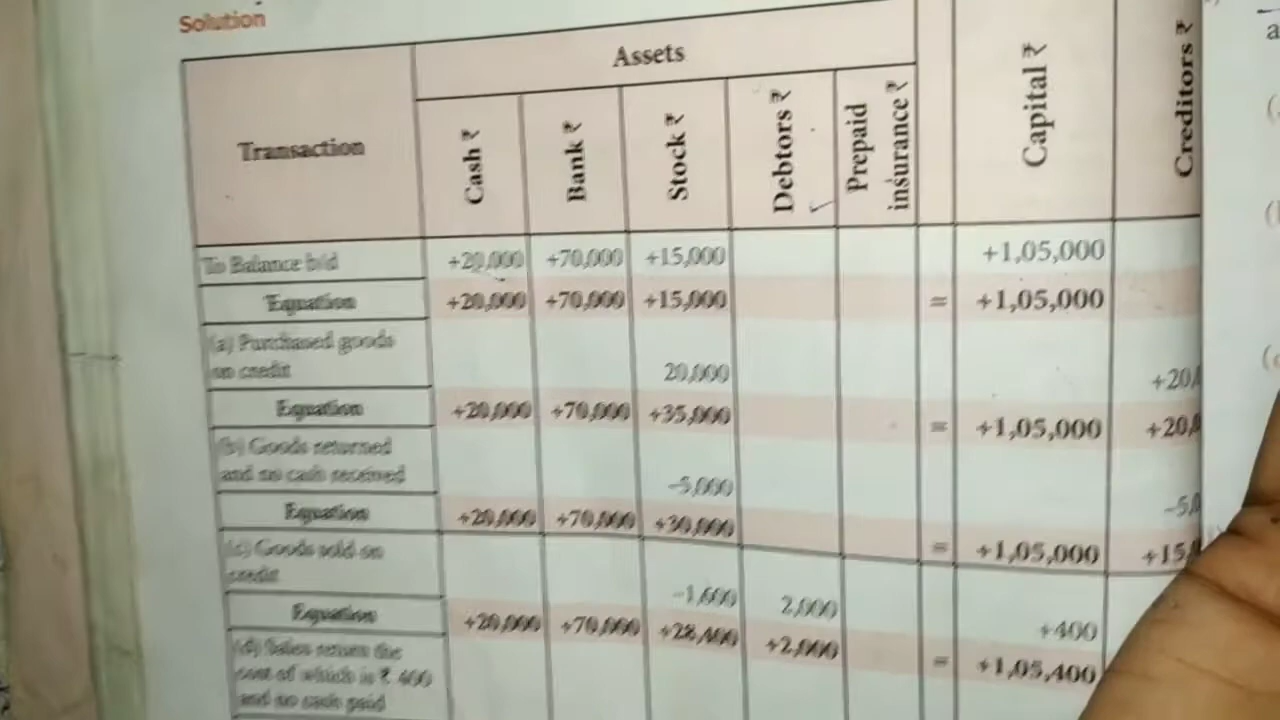 Solution
Transaction
Assets
Cash ₹
Bank ₹
Stock ₹
Debtors ₹
Prepaid
insurance ₹
Capital ₹
Creditors ₹
To Balance b/d +20,000 +70,000 +15,000 +1,05,000
Equation +20,000 +70,000 +15,000 = +1,05,000
(a) Purchased goods
on credit 20,000 +20,
Equation +20,000 +70,000 +35,000 = +1,05,000 +20,
(b) Goods returned
and no cash received -5,000 -5,
Equation +20,000 +70,000 +30,000 = +1,05,000 +15,
(c) Goods sold on
credit -1,600 2,000 +400
Equation +20,000 +70,000 +28,400 +2,000 = +1,05,400
(d) Sales return the
cost of which is ₹ 400
and no cash paid